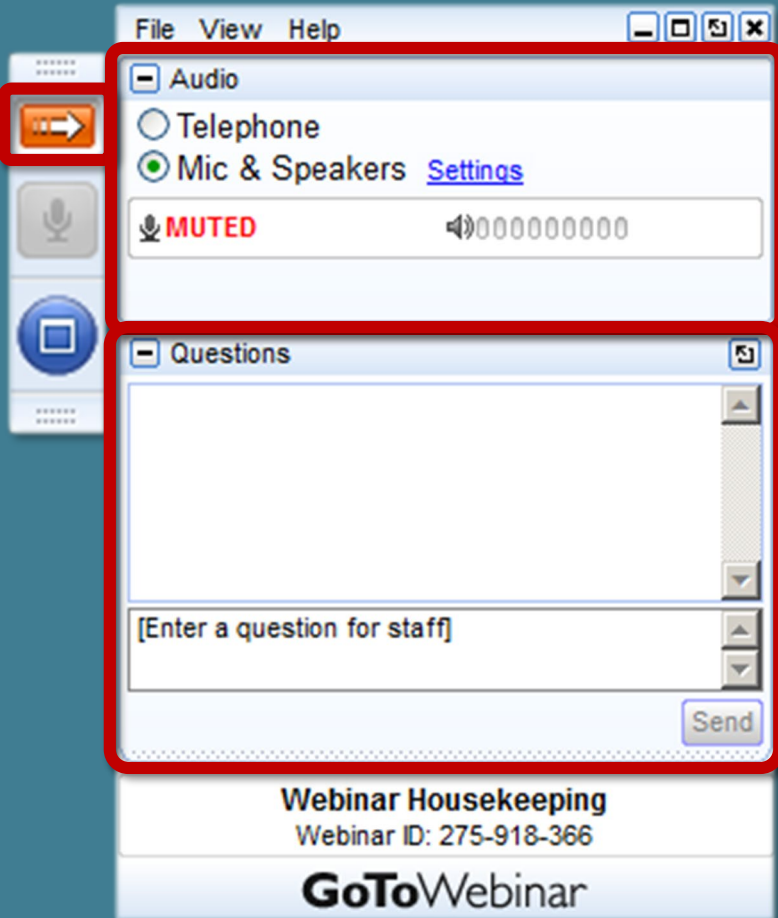 File View Help
Audio
Telephone
Mic & Speakers Settings
MUTED
Questions
[Enter a question for staff]
Send
Webinar Housekeeping
Webinar ID: 275-918-366
GoToWebinar